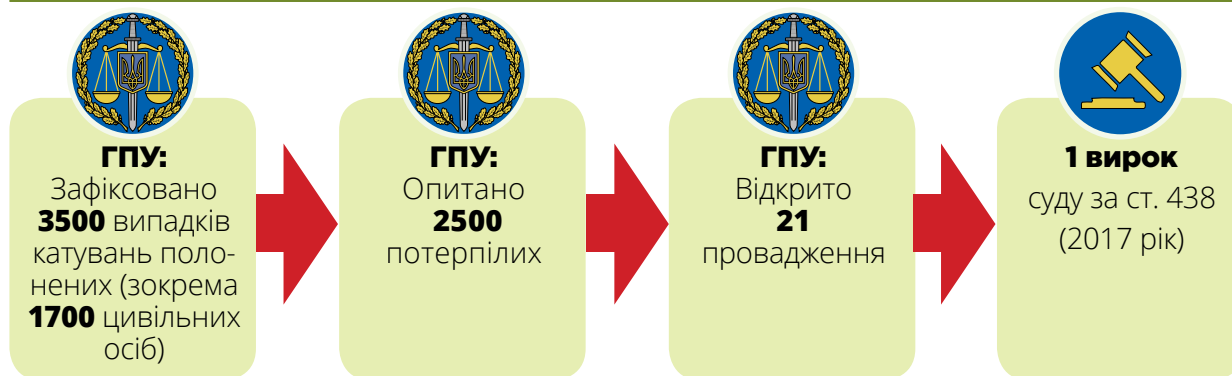 ГПУ:
Зафіксовано
3500 випадків
катувань поло-
нених (зокрема
1700 цивільних
осіб)
ГПУ:
Опитано
2500
потерпілих
ГПУ:
Відкрито
21
провадження
1 вирок
суду за ст. 438
(2017 рік)